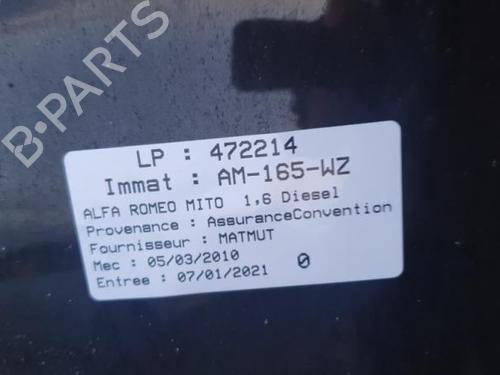 B-PARTS
LP : 472214
Immat : AM-165-WZ
ALFA ROMEO MITO 1,6 Diesel
Provenance : AssuranceConvention
Fournisseur : MATMUT
Mec : 05/03/2010
Entree : 07/01/2021 0